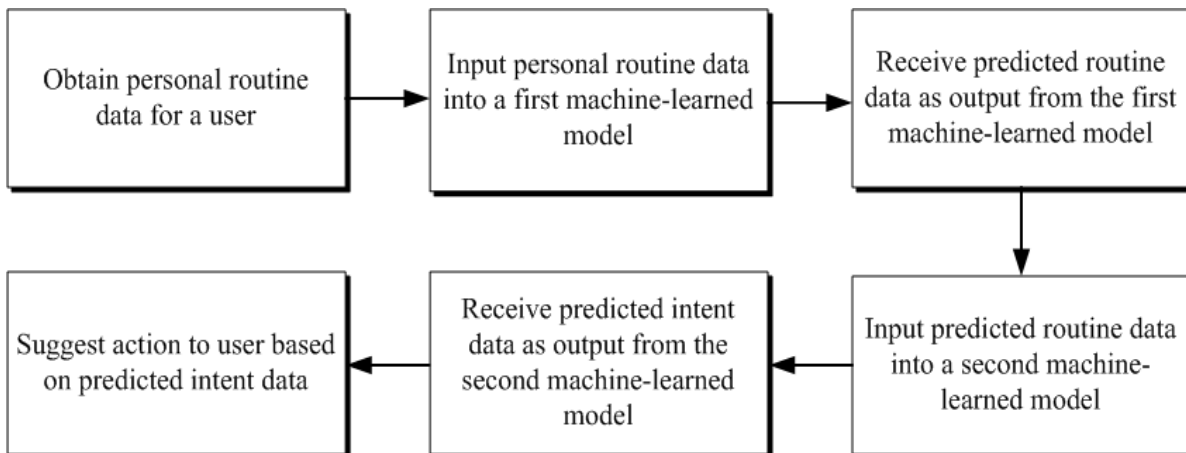 Obtain personal routine
data for a user
Input personal routine data
into a first machine-learned
model
Receive predicted routine
data as output from the first
machine-learned model
Input predicted routine data
into a second machine-
learned model
Receive predicted intent
data as output from the
second machine-learned
model
Suggest action to user based
on predicted intent data